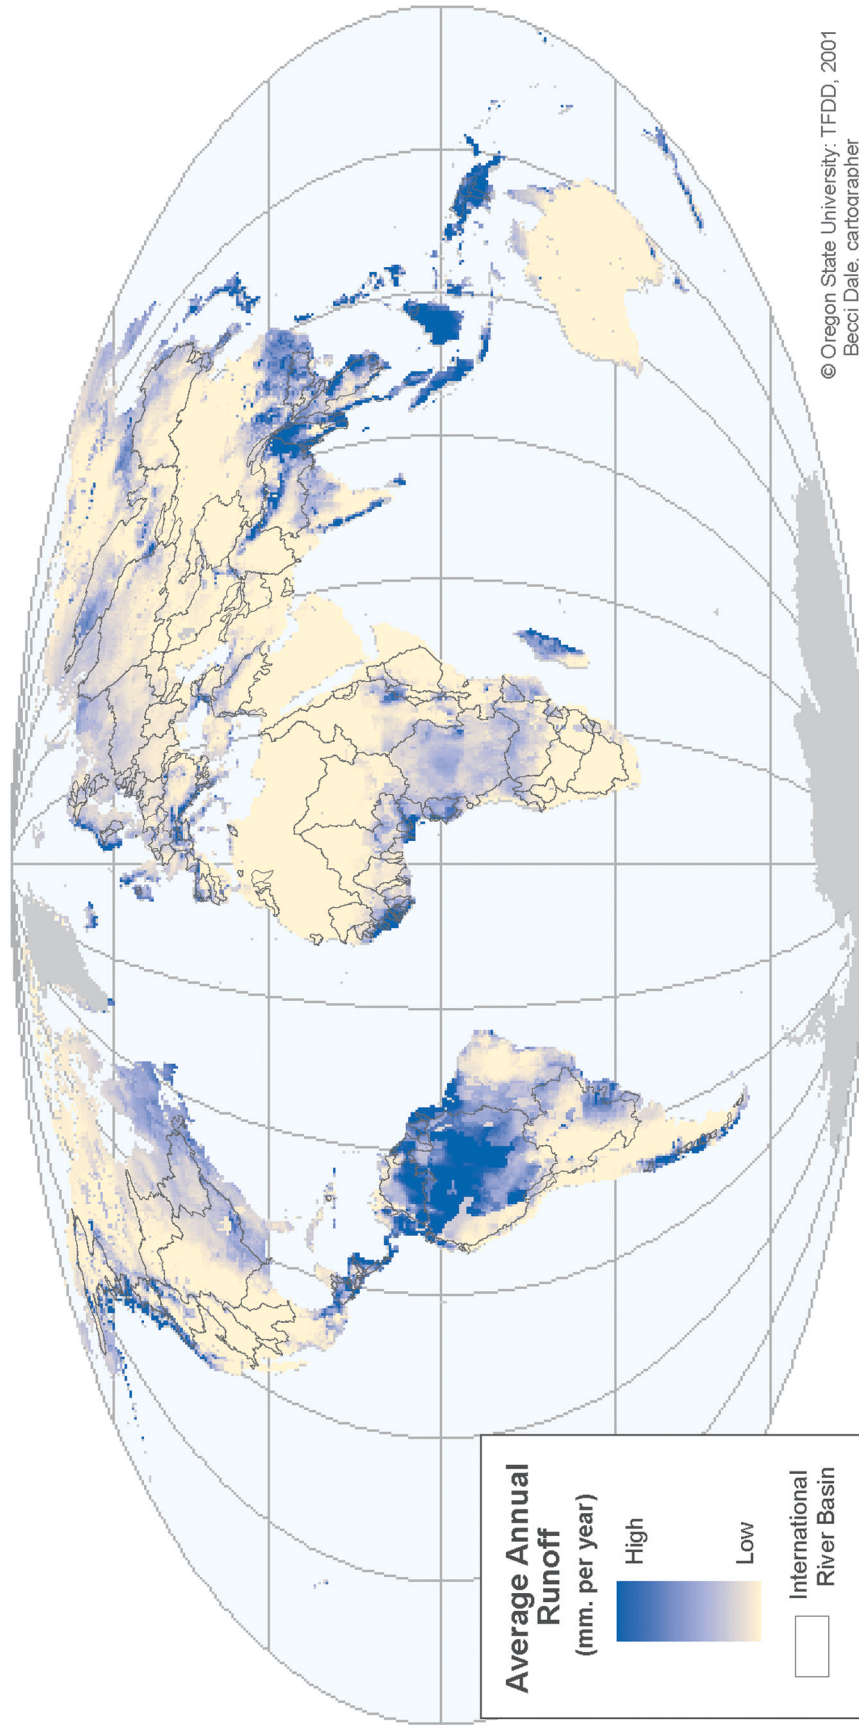 Average Annual
Runoff
(mm. per year)
High
Low
International
River Basin
© Oregon State University: TFDD, 2001
Becci Dale, cartographer